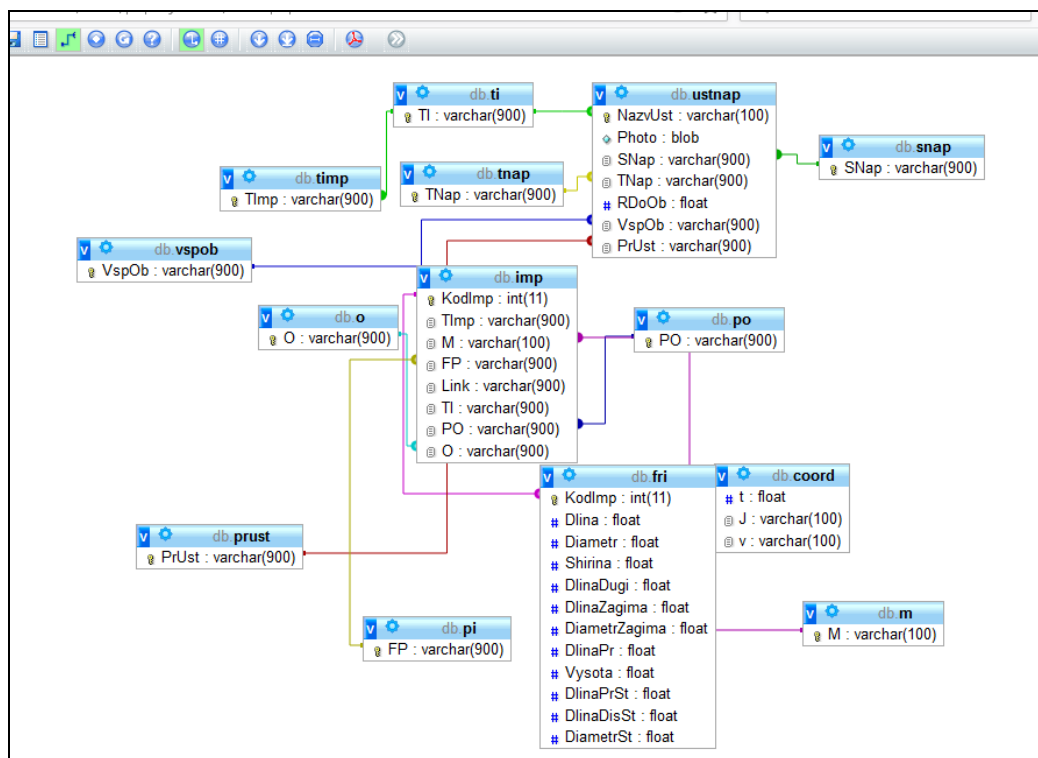 db.ti
TI : varchar(900)
db.ustnap
NazvUst : varchar(100)
Photo : blob
SNap : varchar(900)
TNap : varchar(900)
RDoOb : float
VspOb : varchar(900)
PrUst : varchar(900)
db.snap
SNap : varchar(900)
db.timp
TImp : varchar(900)
db.tnap
TNap : varchar(900)
db.vspob
VspOb : varchar(900)
db.imp
KodImp : int(11)
TImp : varchar(900)
M : varchar(100)
FP : varchar(900)
Link : varchar(900)
TI : varchar(900)
PO : varchar(900)
O : varchar(900)
db.o
O : varchar(900)
db.po
PO : varchar(900)
db.fri
KodImp : int(11)
Dlina : float
Diametr : float
Shirina : float
DlinaDugi : float
DlinaZagima : float
DiametrZagima : float
DlinaPr : float
Vysota : float
DlinaPrSt : float
DlinaDisSt : float
DiametrSt : float
db.coord
t : float
J : varchar(100)
v : varchar(100)
db.prust
PrUst : varchar(900)
db.pi
FP : varchar(900)
db.m
M : varchar(100)